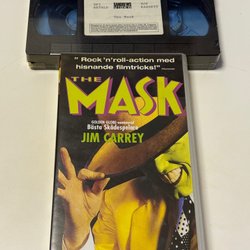 The Mask
" Rock'n'roll-action med
hisnande filmtricks! "
THE
MASK
GOLDEN GLOBE-nominerad
Bästa Skådespelare
JIM CARREY